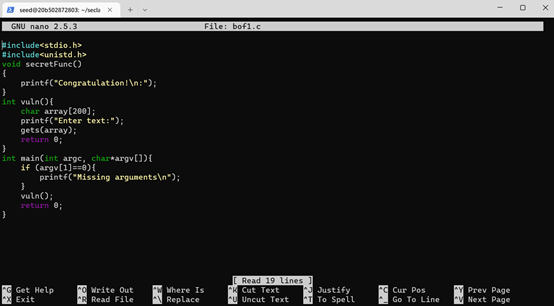 seed@20b502872803: ~/secla
GNU nano 2.5.3 File: bof1.c
#include<stdio.h>
#include<unistd.h>
void secretFunc()
{
    printf("Congratulation!\n:");
}
int vuln(){
    char array[200];
    printf("Enter text:");
    gets(array);
    return 0;
}
int main(int argc, char*argv[]){
    if (argv[1]==0){
        printf("Missing arguments\n");
    }
    vuln();
    return 0;
}
[ Read 19 lines ]
^G Get Help ^O Write Out ^W Where Is ^K Cut Text ^J Justify ^C Cur Pos ^Y Prev Page
^X Exit ^R Read File ^\ Replace ^U Uncut Text ^T To Spell ^_ Go To Line ^V Next Page